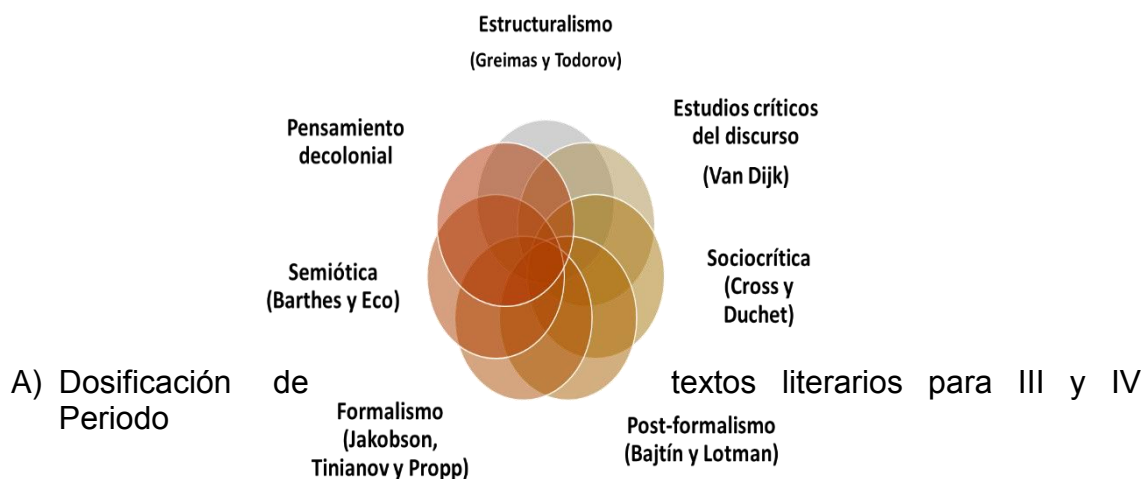 Estructuralismo
(Greimas y Todorov)
Estudios críticos
del discurso
(Van Dijk)
Pensamiento
decolonial
Sociocrítica
(Cross y
Duchet)
Semiótica
(Barthes y Eco)
A) Dosificación de textos literarios para III y IV
Periodo
Formalismo
(Jakobson,
Tinianov y Propp)
Post-formalismo
(Bajtín y Lotman)